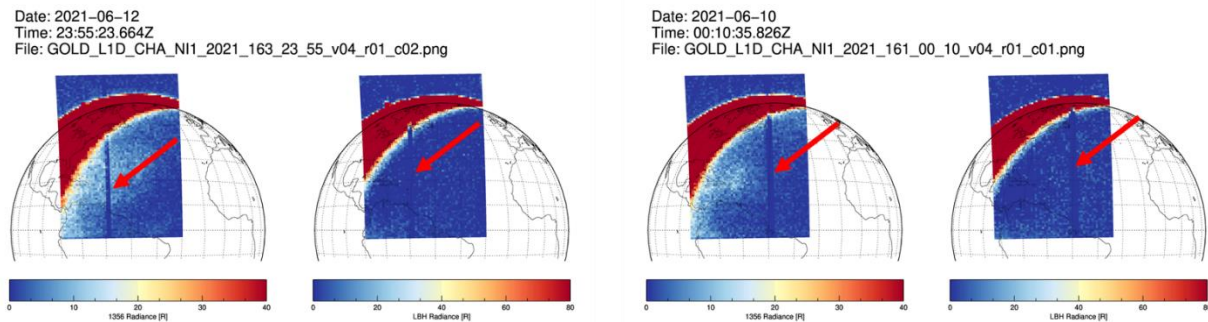 Date: 2021-06-12
Time: 23:55:23.664Z
File: GOLD_L1D_CHA_NI1_2021_163_23_55_v04_r01_c02.png
0 10 20 30 40
1356 Radiance [R]
0 20 40 60 80
LBH Radiance [R]
Date: 2021-06-10
Time: 00:10:35.826Z
File: GOLD_L1D_CHA_NI1_2021_161_00_10_v04_r01_c01.png
0 10 20 30 40
1356 Radiance [R]
0 20 40 60 80
LBH Radiance [R]